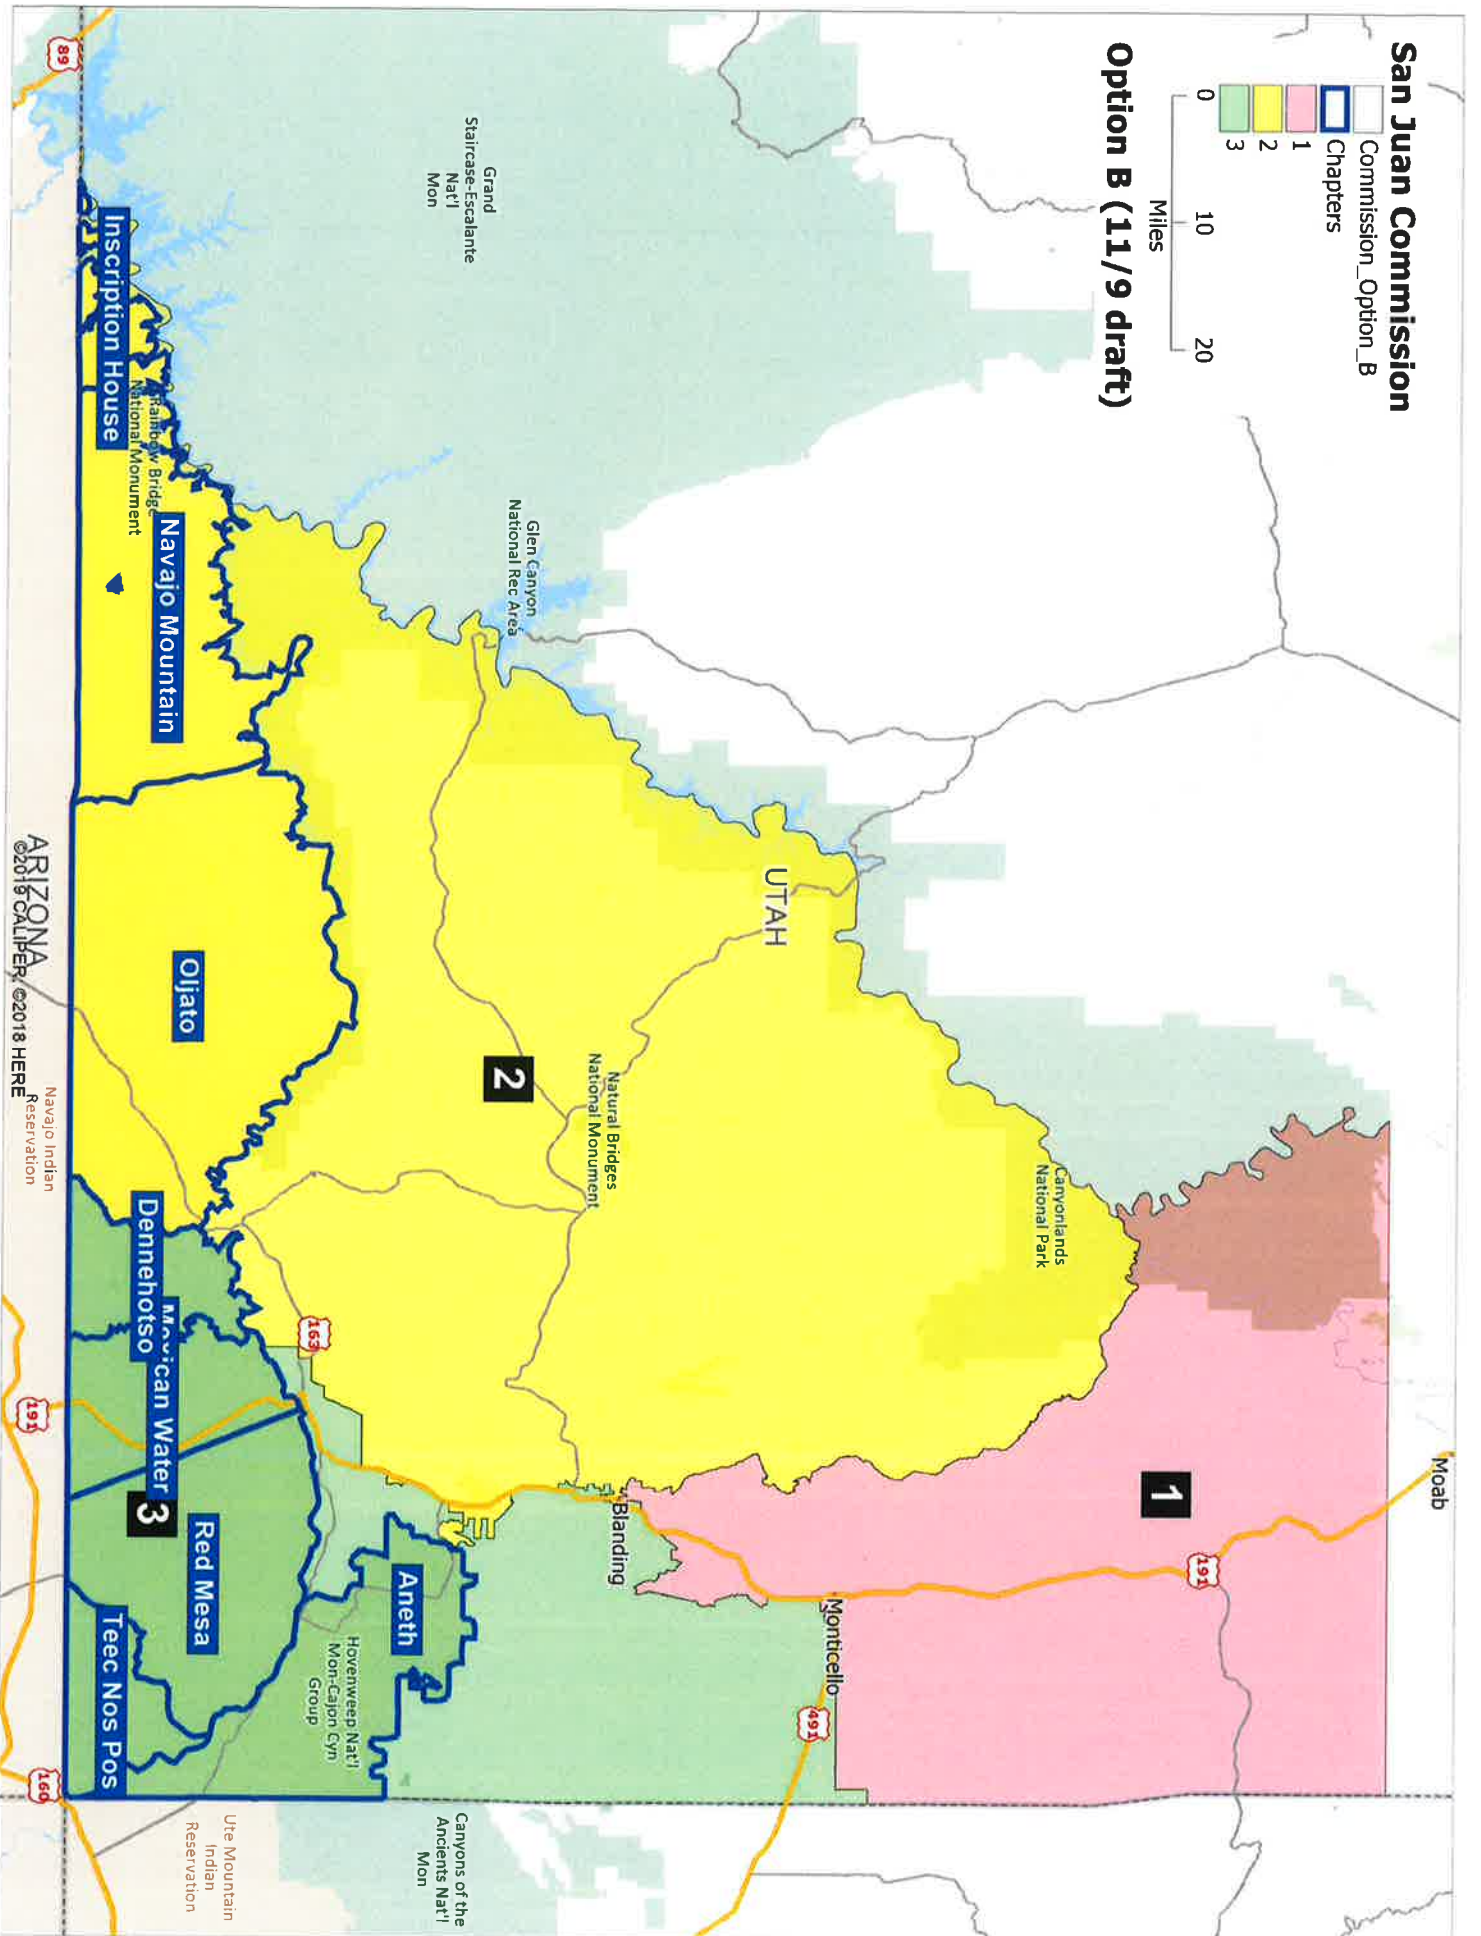 San Juan Commission
Commission_Option_B
Chapters
1
2
3
0
10
20
Miles
Option B (11/9 draft)
Moab
191
1
UTAH
Canyonlands
National Park
Monticello
491
Glen Canyon
National Rec Area
Natural Bridges
National Monument
Blanding
2
Grand
Staircase-Escalante
Nat'l
Mon
Canyons of the
Ancients Nat'l
Mon
Aneth
163
Hovenweep Nat'l
Mon-Cajon Cyn
Group
Rainbow Bridge
National Monument
Navajo Mountain
Oljato
Red Mesa
Ute Mountain
Indian
Reservation
Inscription House
Mexican Water
Dennehotso
3
Teec Nos Pos
89
191
160
ARIZONA
Navajo Indian
Reservation
©2019 CALIPER; ©2018 HERE